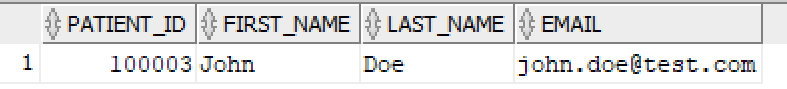 PATIENT_ID FIRST_NAME LAST_NAME EMAIL
1 100003 John Doe john.doe@test.com